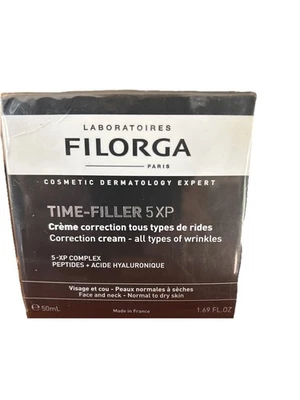 LABORATOIRES
FILORGA
PARIS
COSMETIC DERMATOLOGY EXPERT
TIME-FILLER 5XP
Crème correction tous types de rides
Correction cream - all types of wrinkles
5-XP COMPLEX
PEPTIDES + ACIDE HYALURONIQUE
Visage et cou - Peaux normales à sèches
Face and neck - Normal to dry skin
℮50mL Made in France 1.69 FL.OZ